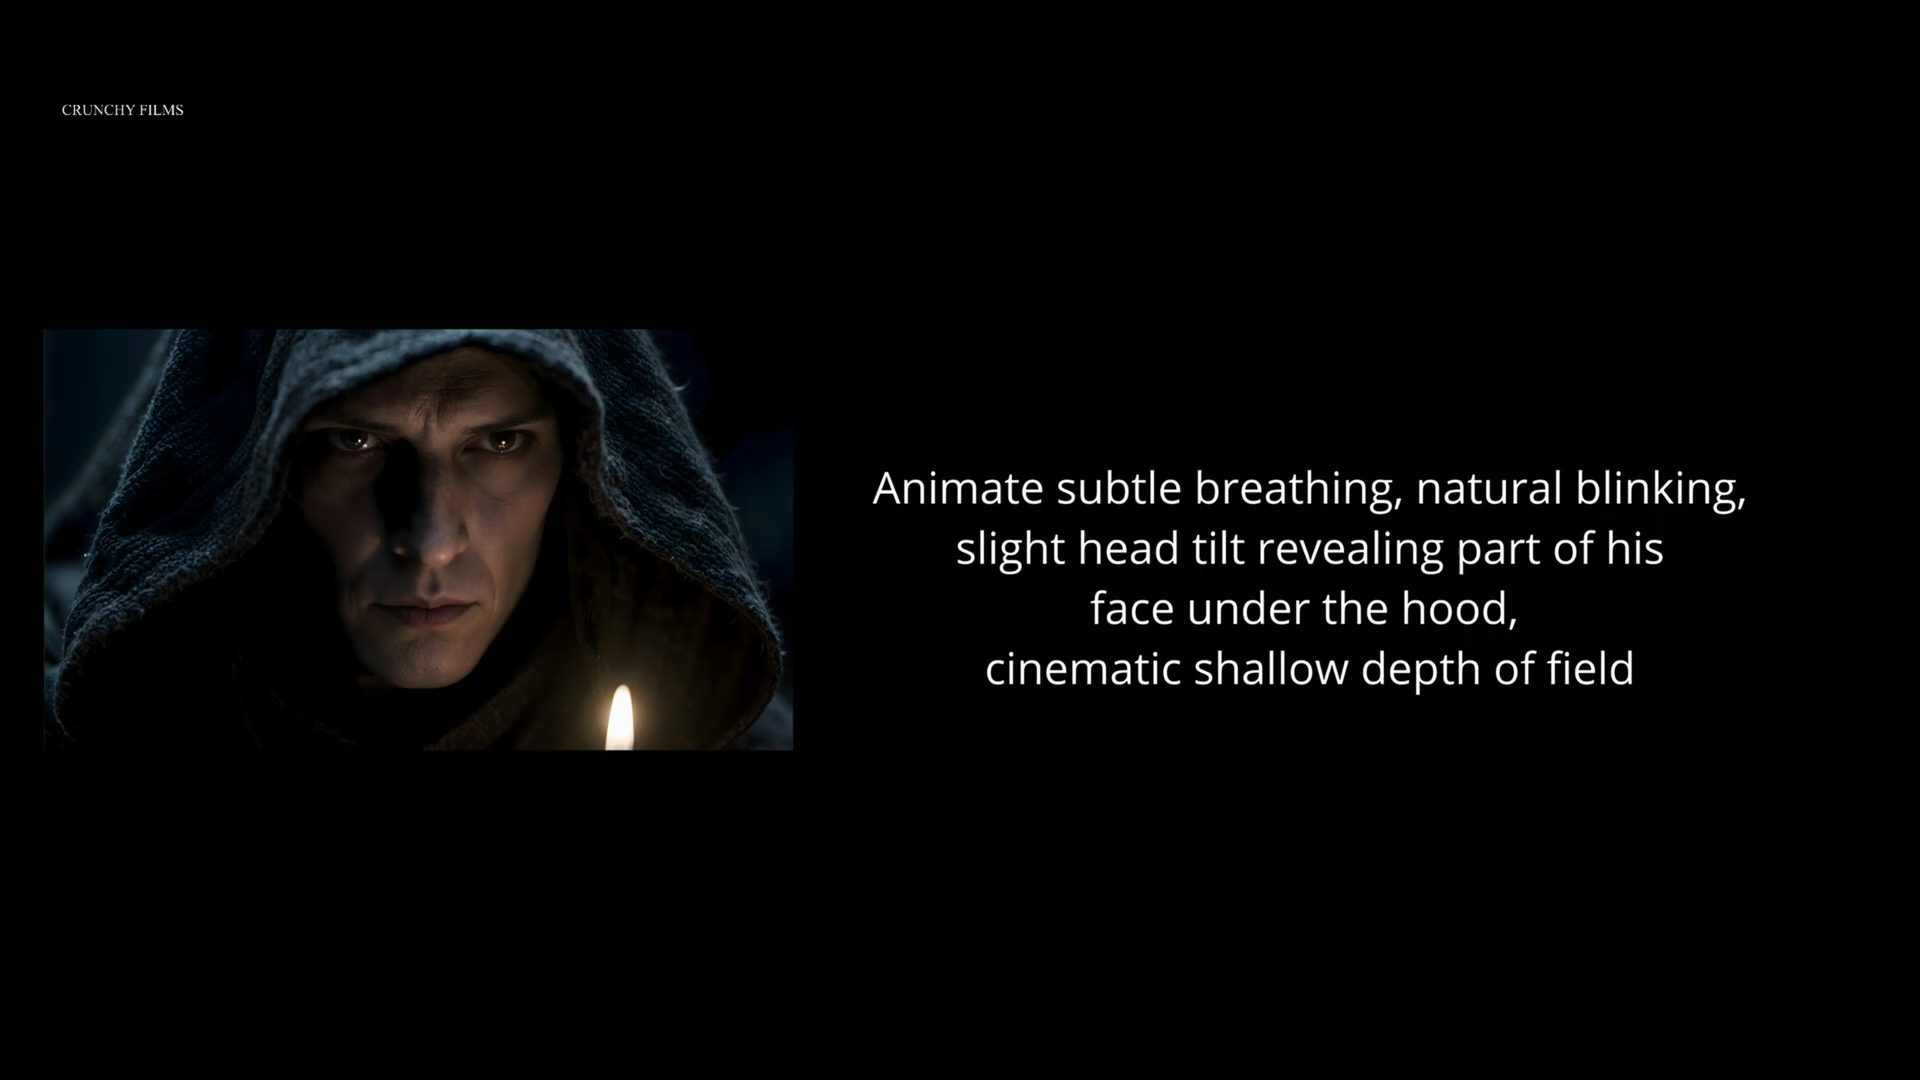 CRUNCHY FILMS
Animate subtle breathing, natural blinking,
slight head tilt revealing part of his
face under the hood,
cinematic shallow depth of field